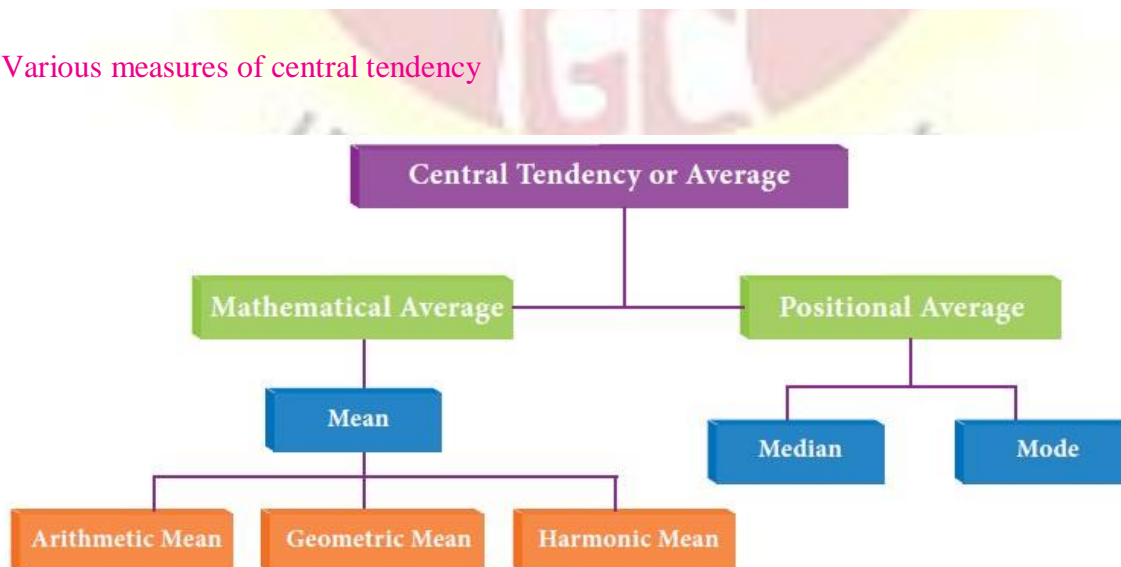 Various measures of central tendency
Central Tendency or Average
Mathematical Average
Positional Average
Mean
Median
Mode
Arithmetic Mean
Geometric Mean
Harmonic Mean